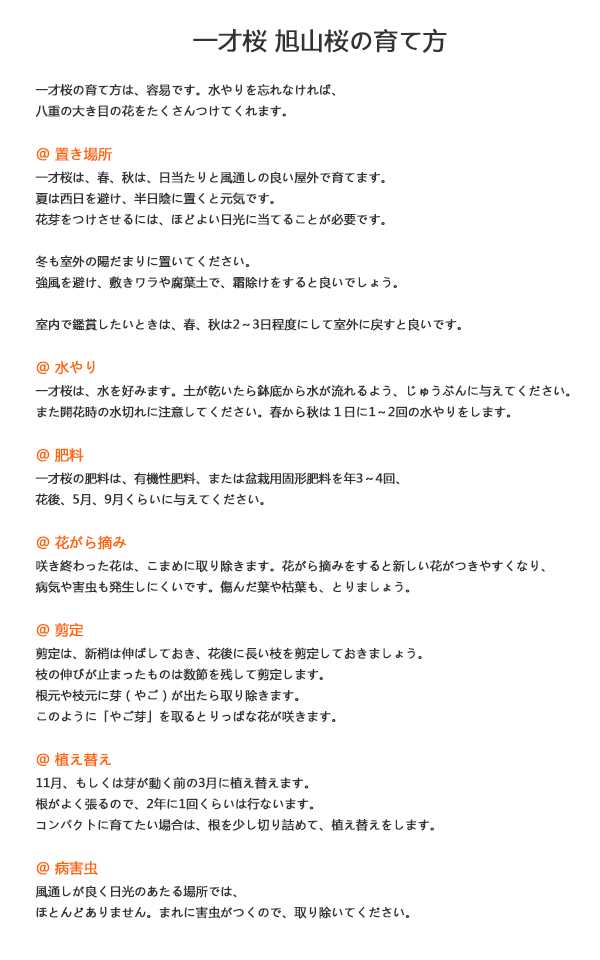 一才桜 旭山桜の育て方
一才桜の育て方は、容易です。水やりを忘れなければ、
八重の大き目の花をたくさんつけてくれます。
@ 置き場所
一才桜は、春、秋は、日当たりと風通しの良い屋外で育てます。
夏は西日を避け、半日陰に置くと元気です。
花芽をつけさせるには、ほどよい日光に当てることが必要です。
冬も室外の陽だまりに置いてください。
強風を避け、敷きワラや腐葉土で、霜除けをすると良いでしょう。
室内で鑑賞したいときは、春、秋は2～3日程度にして室外に戻すと良いです。
@ 水やり
一才桜は、水を好みます。土が乾いたら鉢底から水が流れるよう、じゅうぶんに与えてください。
また開花時の水切れに注意してください。春から秋は１日に1～2回の水やりをします。
@ 肥料
一才桜の肥料は、有機性肥料、または盆栽用固形肥料を年3～4回、
花後、5月、9月くらいに与えてください。
@ 花がら摘み
咲き終わった花は、こまめに取り除きます。花がら摘みをすると新しい花がつきやすくなり、
病気や害虫も発生しにくいです。傷んだ葉や枯葉も、とりましょう。
@ 剪定
剪定は、新梢は伸ばしておき、花後に長い枝を剪定しておきましょう。
枝の伸びが止まったものは数節を残して剪定します。
根元や枝元に芽（やご）が出たら取り除きます。
このように「やご芽」を取るとりっぱな花が咲きます。
@ 植え替え
11月、もしくは芽が動く前の3月に植え替えます。
根がよく張るので、2年に1回くらいは行ないます。
コンパクトに育てたい場合は、根を少し切り詰めて、植え替えをします。
@ 病害虫
風通しが良く日光のあたる場所では、
ほとんどありません。まれに害虫がつくので、取り除いてください。